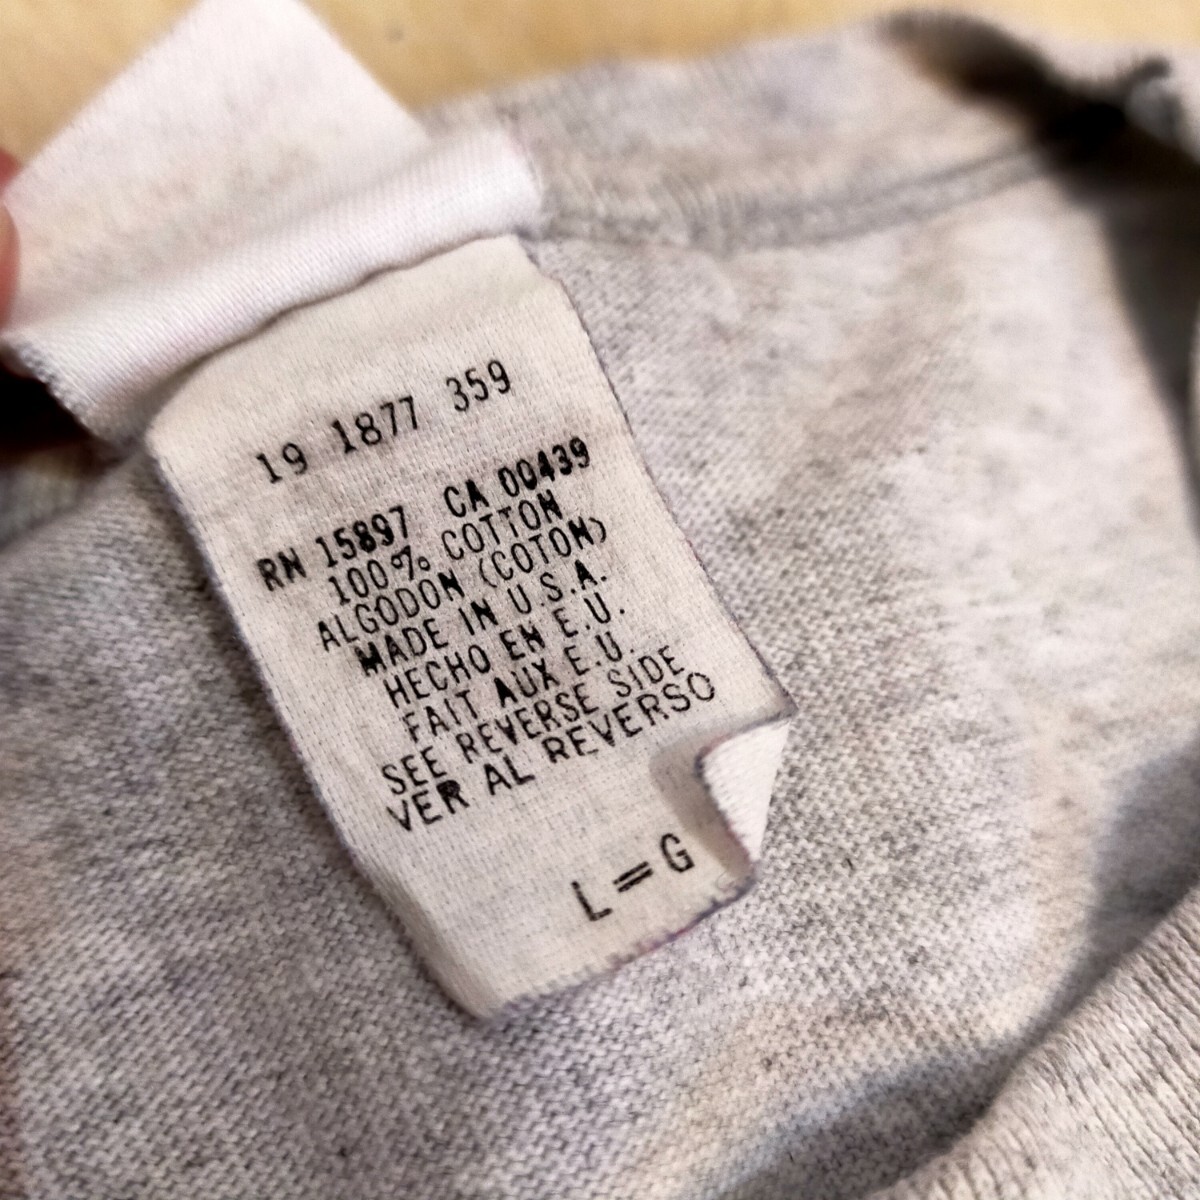 19 1877 359
RN 15897 CA 00439
100% COTTON
ALGODON (COTON)
MADE IN U.S.A.
HECHO EN E.U.
FAIT AUX E.U.
SEE REVERSE SIDE
VER AL REVERSO
L=G